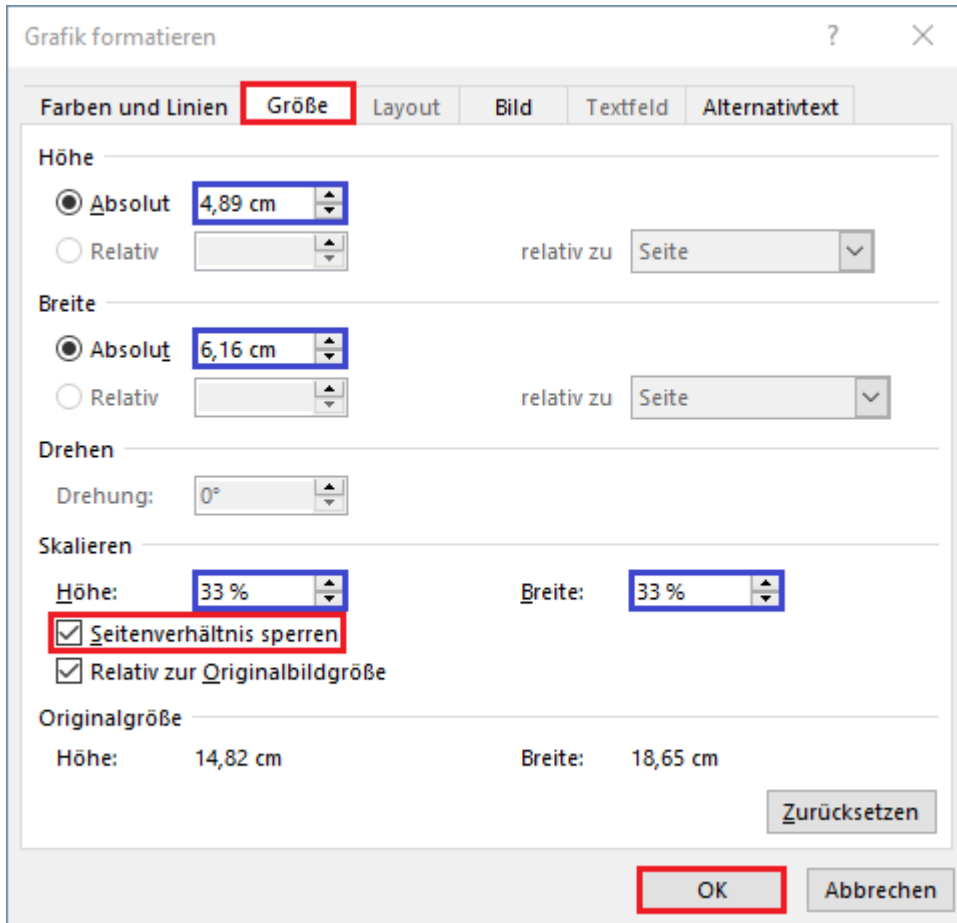 Grafik formatieren ?
Farben und Linien Größe Layout Bild Textfeld Alternativtext
Höhe
Absolut 4,89 cm
Relativ relativ zu Seite
Breite
Absolut 6,16 cm
Relativ relativ zu Seite
Drehen
Drehung: 0°
Skalieren
Höhe: 33 % Breite: 33 %
Seitenverhältnis sperren
Relativ zur Originalbildgröße
Originalgröße
Höhe: 14,82 cm Breite: 18,65 cm
Zurücksetzen
OK Abbrechen